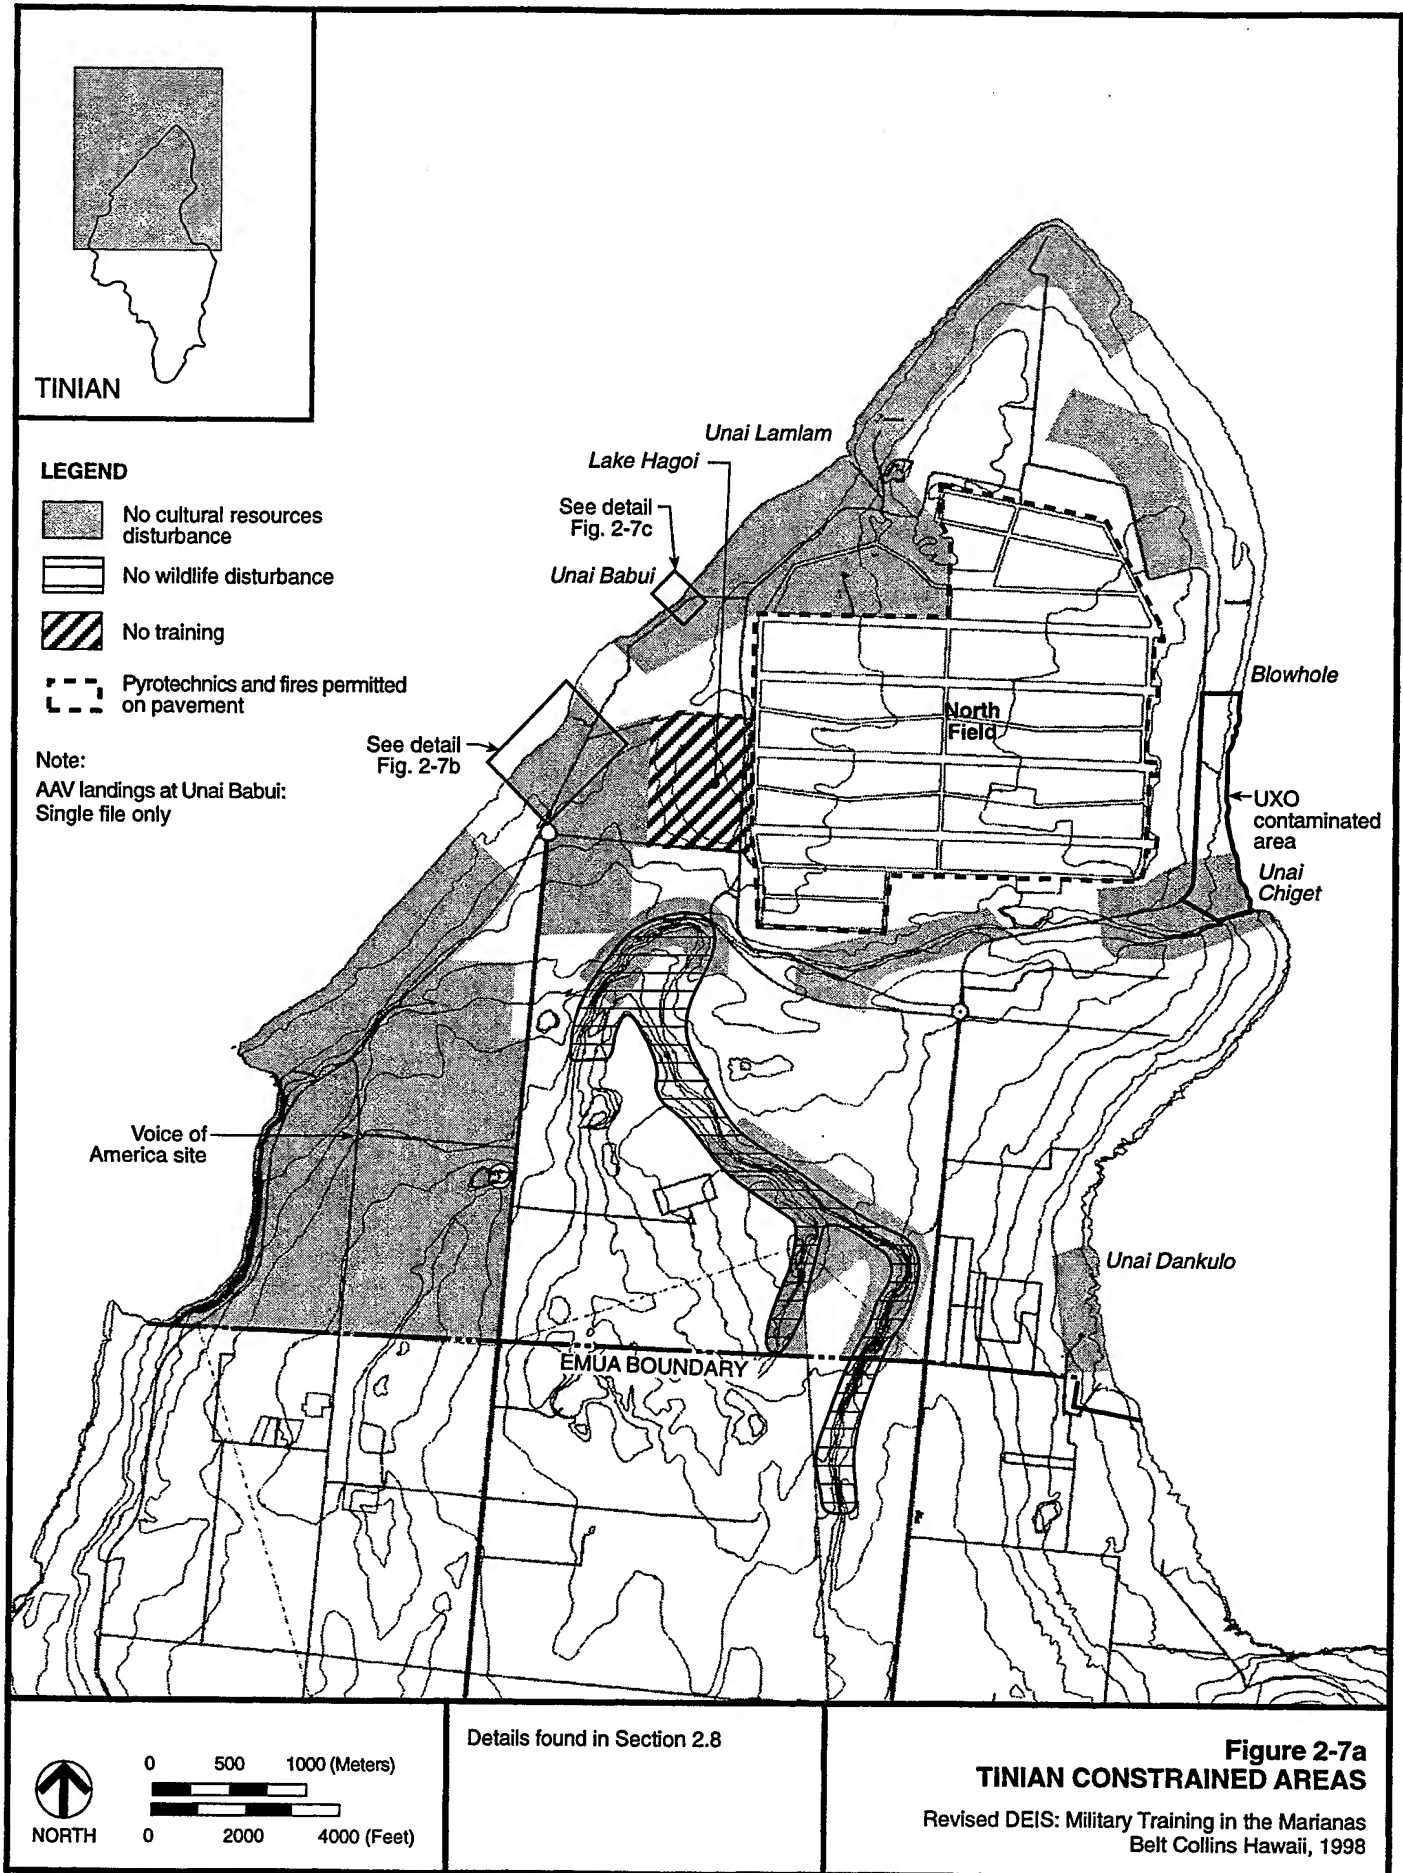 TINIAN
LEGEND
No cultural resources
disturbance
No wildlife disturbance
No training
Pyrotechnics and fires permitted
on pavement
Note:
AAV landings at Unai Babui:
Single file only
Unai Lamlam
Lake Hagoi
See detail
Fig. 2-7c
Unai Babui
See detail
Fig. 2-7b
North
Field
Blowhole
UXO
contaminated
area
Unai
Chiget
Voice of
America site
Unai Dankulo
EMUA BOUNDARY
NORTH
0 500 1000 (Meters)
0 2000 4000 (Feet)
Details found in Section 2.8
Figure 2-7a
TINIAN CONSTRAINED AREAS
Revised DEIS: Military Training in the Marianas
Belt Collins Hawaii, 1998